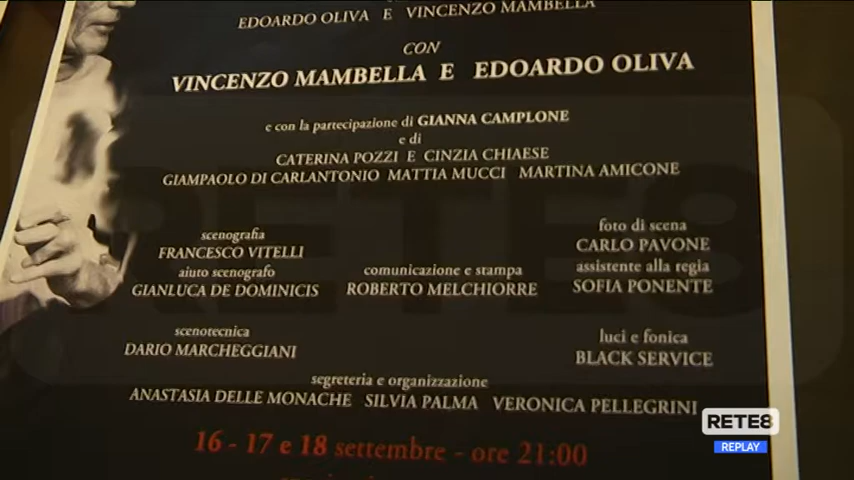 EDOARDO OLIVA E VINCENZO MAMBELLA
CON
VINCENZO MAMBELLA E EDOARDO OLIVA
e con la partecipazione di GIANNA CAMPLONE
e di
CATERINA POZZI E CINZIA CHIAESE
GIAMPAOLO DI CARLANTONIO MATTIA MUCCI MARTINA AMICONE
scenografia
FRANCESCO VITELLI
aiuto scenografo
GIANLUCA DE DOMINICIS
comunicazione e stampa
ROBERTO MELCHIORRE
foto di scena
CARLO PAVONE
assistente alla regia
SOFIA PONENTE
scenotecnica
DARIO MARCHEGGIANI
luci e fonica
BLACK SERVICE
segreteria e organizzazione
ANASTASIA DELLE MONACHE SILVIA PALMA VERONICA PELLEGRINI
16 - 17 e 18 settembre - ore 21:00
RETE8
REPLAY